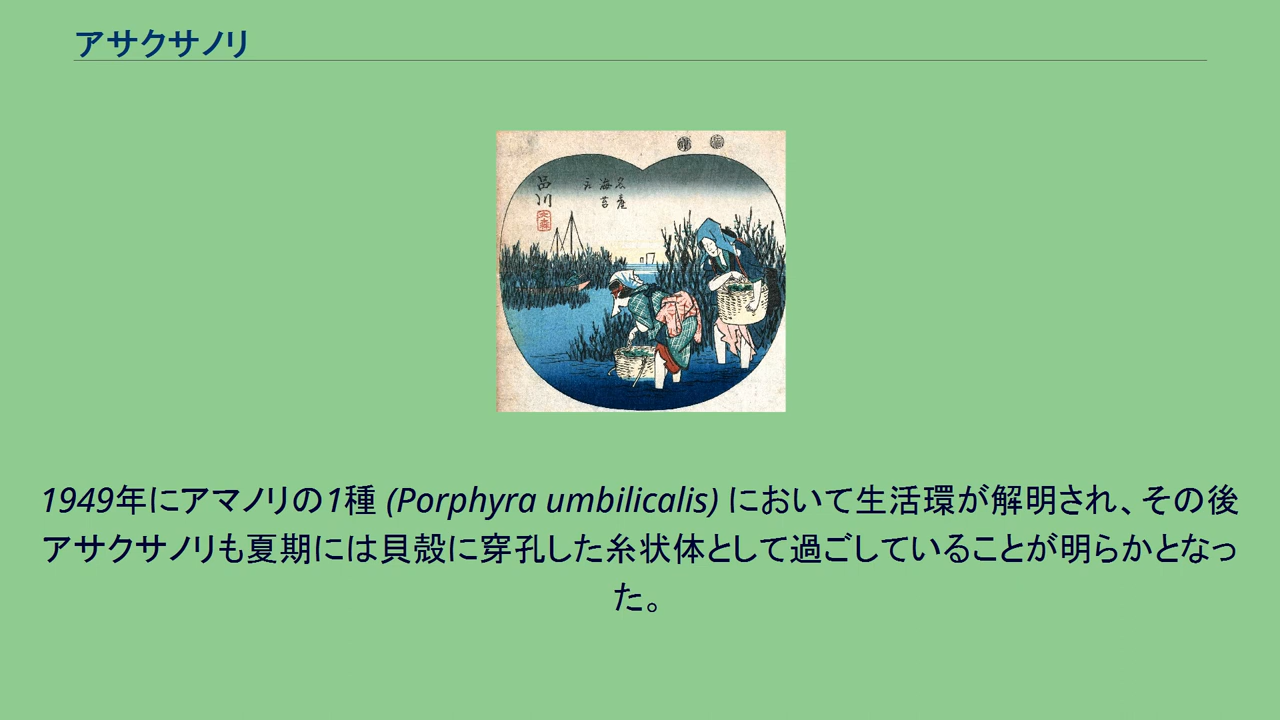 アサクサノリ
品川
大森
名産
海苔
1949年にアマノリの1種 (Porphyra umbilicalis) において生活環が解明され、その後
アサクサノリも夏期には貝殻に穿孔した糸状体として過ごしていることが明らかとなっ
た。